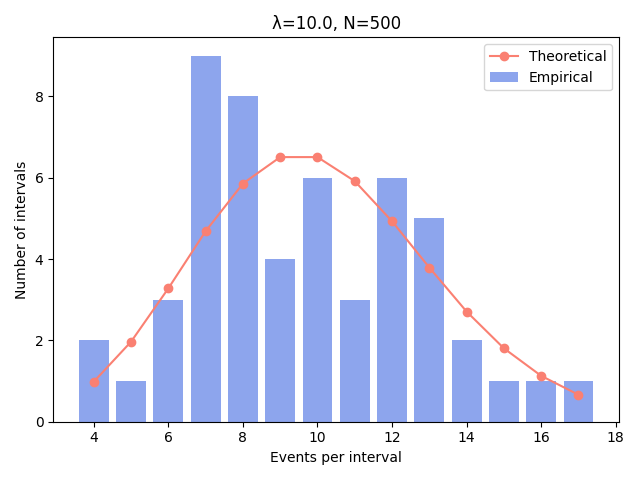 λ=10.0, N=500
Theoretical
Empirical
Number of intervals
8
6
4
2
0
4 6 8 10 12 14 16 18
Events per interval